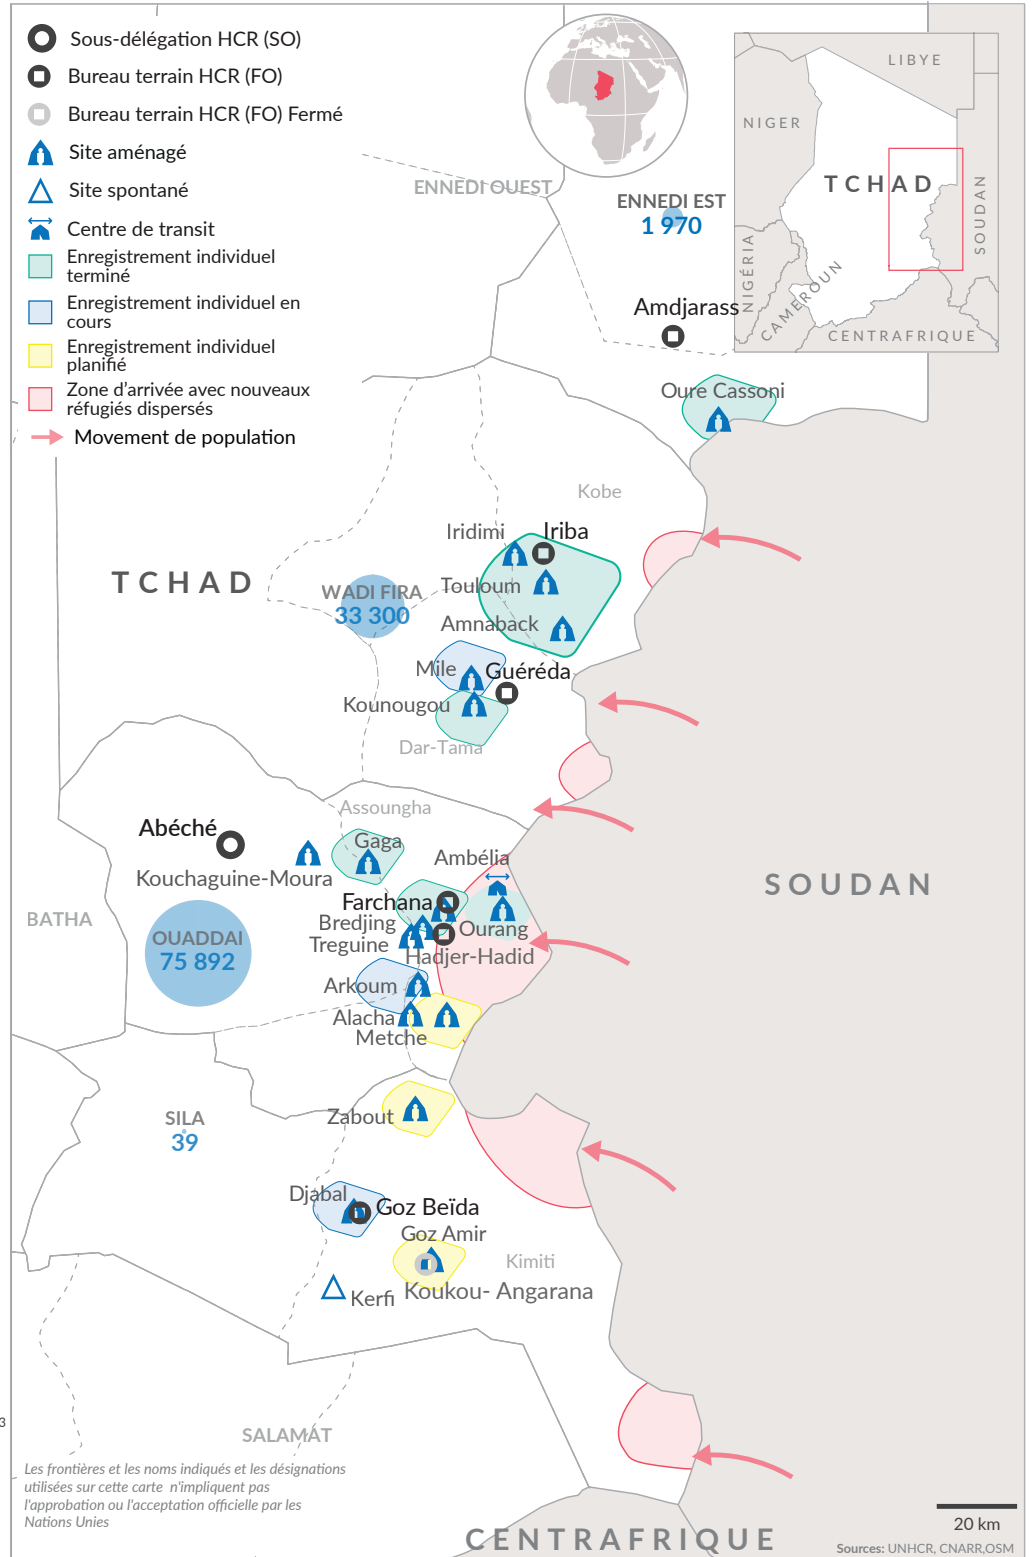 Sous-délégation HCR (SO)
Bureau terrain HCR (FO)
Bureau terrain HCR (FO) Fermé
Site aménagé
Site spontané
Centre de transit
Enregistrement individuel
terminé
Enregistrement individuel en
cours
Enregistrement individuel
planifié
Zone d'arrivée avec nouveaux
réfugiés dispersés
Movement de population
LIBYE
NIGER
TCHAD
SOUDAN
NIGÉRIA
CAMEROUN
CENTRAFRIQUE
ENNEDI OUEST
ENNEDI EST
1 970
Amdjarass
Oure Cassoni
Kobe
Iridimi
Iriba
TCHAD
WADI FIRA
33 300
Touloum
Amnaback
Mile
Guéréda
Kounougou
Dar-Tama
Assoungha
Abéché
Gaga
Kouchaguine-Moura
Ambélia
SOUDAN
Farchana
BATHA
Bredjing
Ourang
OUADDAI
75 892
Treguine
Hadjer-Hadid
Arkoum
Alacha
Metche
SILA
39
Zabout
Djabal
Goz Beïda
Goz Amir
Kimiti
Koukou- Angarana
Kerfi
3
SALAMAT
Les frontières et les noms indiqués et les désignations
utilisées sur cette carte n'impliquent pas
l'approbation ou l'acceptation officielle par les
Nations Unies
20 km
CENTRAFRIQUE
Sources: UNHCR, CNARR,OSM